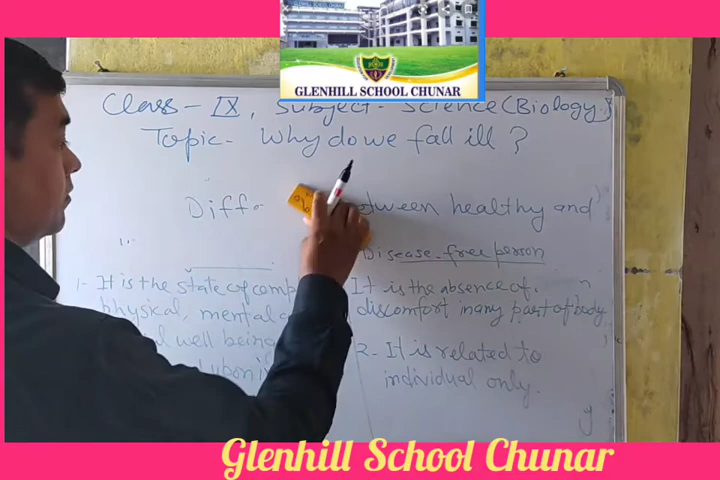 GLENHILL SCHOOL CHUNAR
Class - IX, Subject - Science (Biology)
Topic - Why do we fall ill ?
Diff - between healthy and
Disease-free person
1- It is the state of comp
physical, mental
well being
It is the absence of
discomfort in any part of body
2- It is related to
individual only.
Glenhill School Chunar